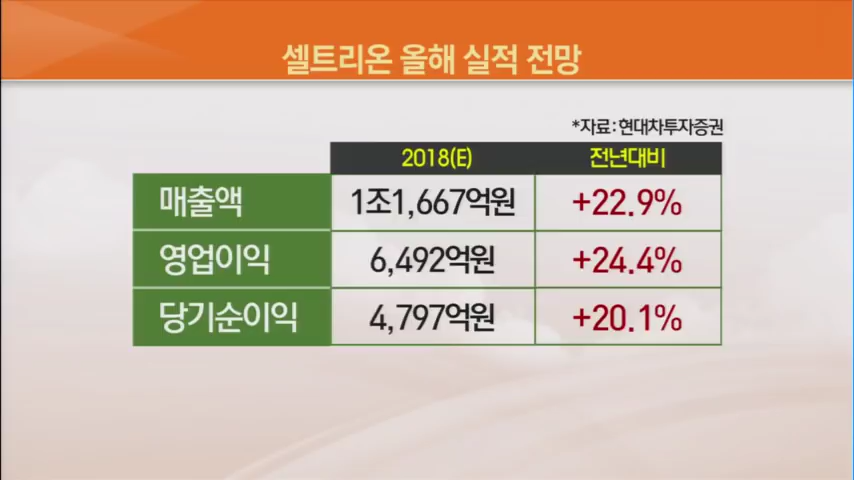 셀트리온 올해 실적 전망
*자료:현대차투자증권
2018(E) 전년대비
매출액 1조1,667억원 +22.9%
영업이익 6,492억원 +24.4%
당기순이익 4,797억원 +20.1%